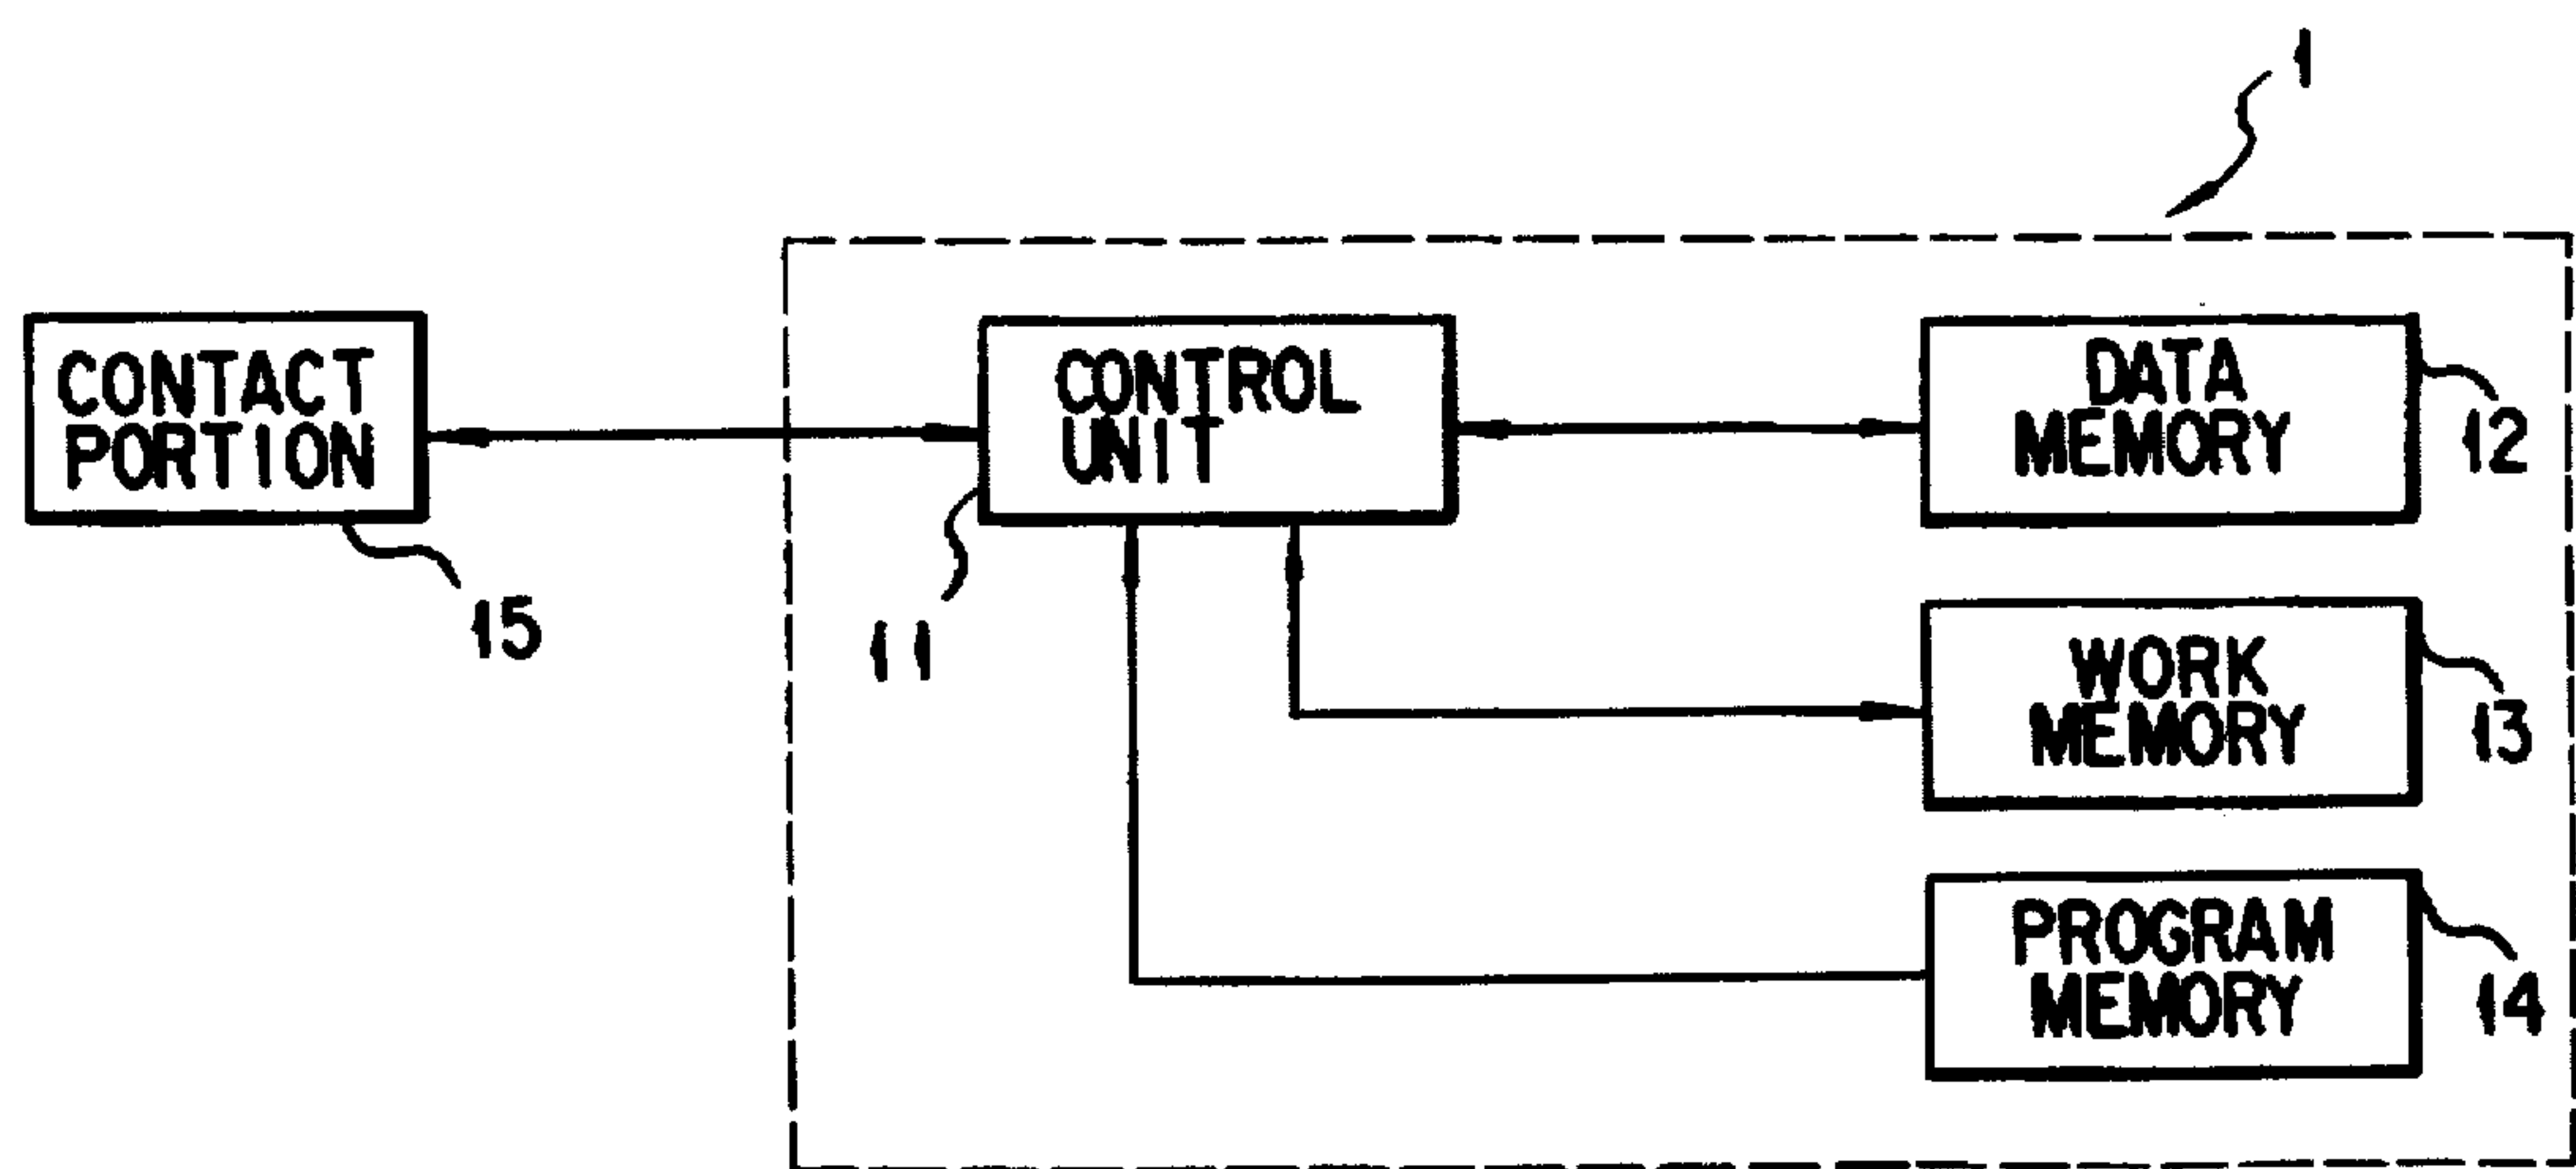 1
CONTACT
PORTION
15
CONTROL
UNIT
11
DATA
MEMORY
12
WORK
MEMORY
13
PROGRAM
MEMORY
14